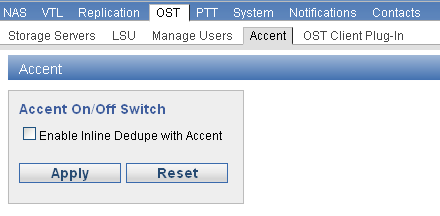 NAS VTL Replication OST PTT System Notifications Contacts
Storage Servers LSU Manage Users Accent OST Client Plug-In
Accent
Accent On/Off Switch
Enable Inline Dedupe with Accent
Apply Reset